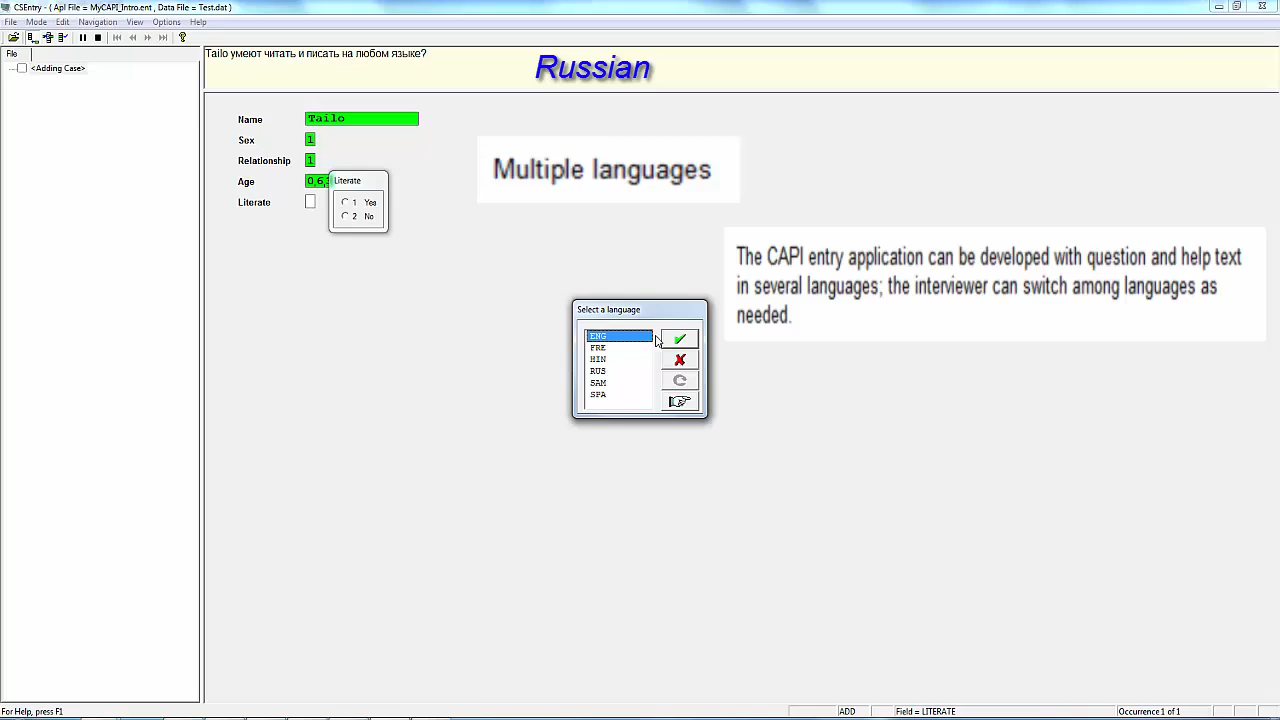 CSEntry - ( Apl File = MyCAPI_Intro.ent , Data File = Test.dat )
File Mode Edit Navigation View Options Help
File
<Adding Case>
Tailo умеют читать и писать на любом языке?
Russian
Name Tailo
Sex 1
Relationship 1
Age 0,6,
Literate
Literate
1 Yes
2 No
Multiple languages
The CAPI entry application can be developed with question and help text
in several languages; the interviewer can switch among languages as
needed.
Select a language
ENG
FRE
HIN
RUS
SAM
SPA
For Help, press F1
ADD
Field = LITERATE
Occurrence 1 of 1